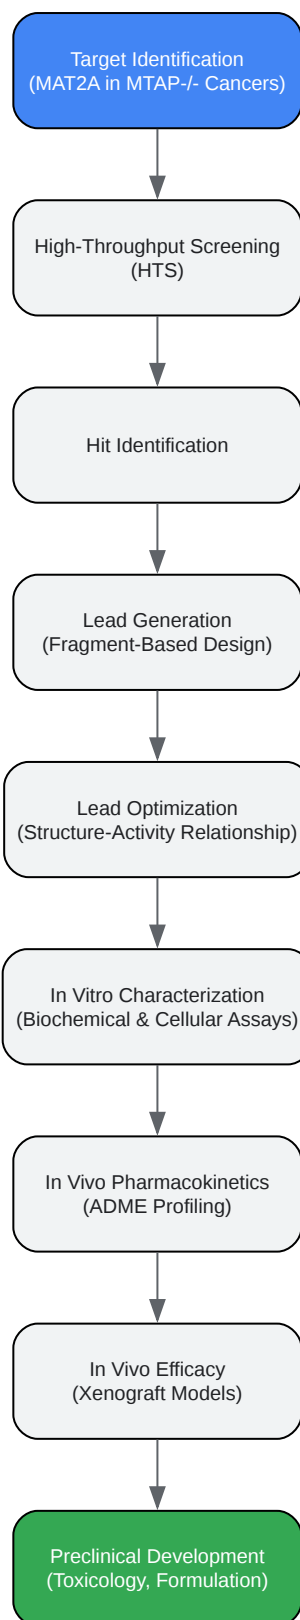 Target Identification
(MAT2A in MTAP-/- Cancers)
High-Throughput Screening
(HTS)
Hit Identification
Lead Generation
(Fragment-Based Design)
Lead Optimization
(Structure-Activity Relationship)
In Vitro Characterization
(Biochemical & Cellular Assays)
In Vivo Pharmacokinetics
(ADME Profiling)
In Vivo Efficacy
(Xenograft Models)
Preclinical Development
(Toxicology, Formulation)